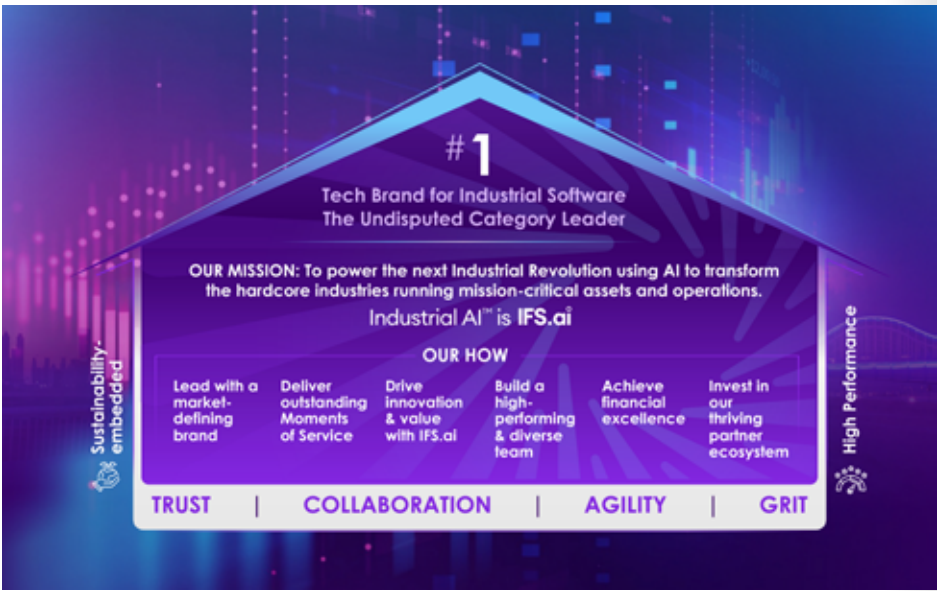 #1
Tech Brand for Industrial Software
The Undisputed Category Leader
OUR MISSION: To power the next Industrial Revolution using AI to transform
the hardcore industries running mission-critical assets and operations.
Industrial AI™ is IFS.ai
OUR HOW
Lead with a
market-
defining
brand
Deliver
outstanding
Moments
of Service
Drive
innovation
& value
with IFS.ai
Build a
high-
performing
& diverse
team
Achieve
financial
excellence
Invest in
our
thriving
partner
ecosystem
Sustainability-
embedded
High Performance
TRUST | COLLABORATION | AGILITY | GRIT